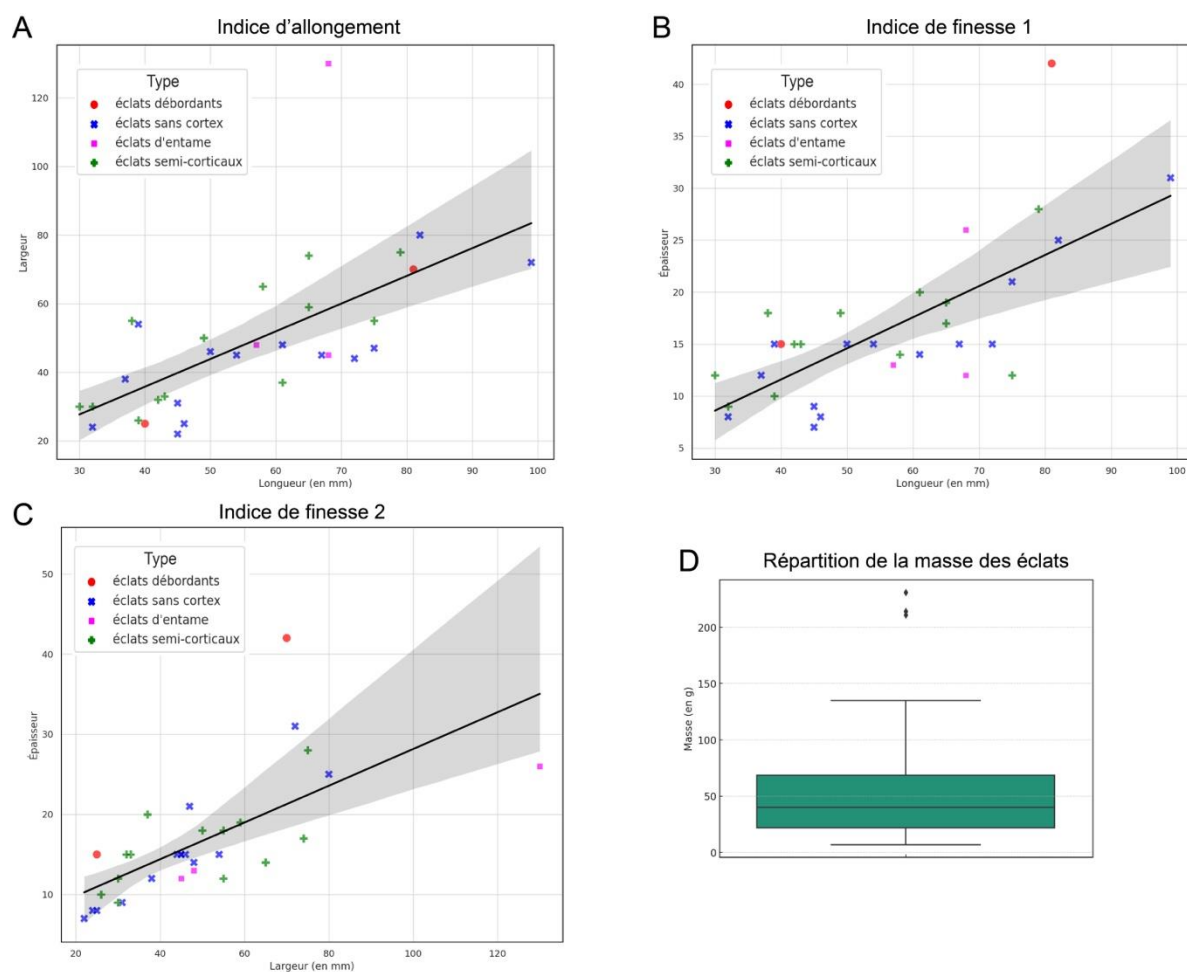 A
Indice d'allongement
Type
éclats débordants
éclats sans cortex
éclats d'entame
éclats semi-corticaux
Largeur
120
100
80
60
40
20
30 40 50 60 70 80 90 100
Longueur (en mm)
B
Indice de finesse 1
Type
éclats débordants
éclats sans cortex
éclats d'entame
éclats semi-corticaux
Épaisseur
40
35
30
25
20
15
10
5
30 40 50 60 70 80 90 100
Longueur (en mm)
C
Indice de finesse 2
Type
éclats débordants
éclats sans cortex
éclats d'entame
éclats semi-corticaux
Épaisseur
50
40
30
20
10
20 40 60 80 100 120
Largeur (en mm)
D
Répartition de la masse des éclats
Masse (en g)
200
150
100
50
0